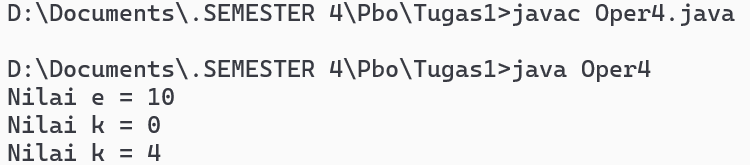 D:\Documents\.SEMESTER 4\Pbo\Tugas1>javac Oper4.java
D:\Documents\.SEMESTER 4\Pbo\Tugas1>java Oper4
Nilai e = 10
Nilai k = 0
Nilai k = 4